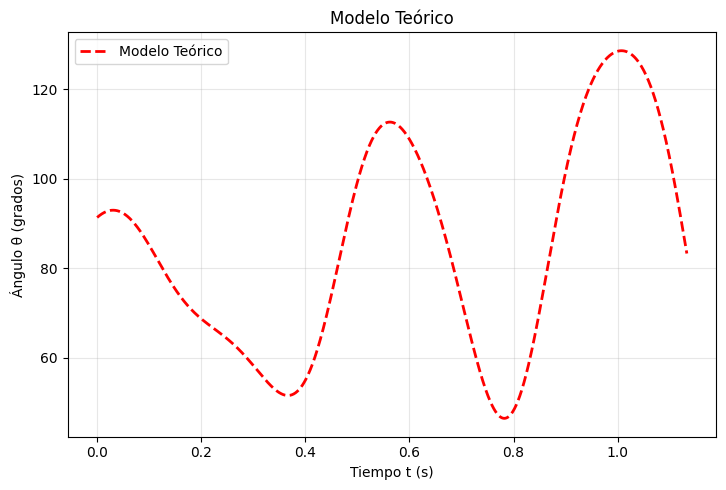 Modelo Teórico
Modelo Teórico
Ángulo θ (grados)
120
100
80
60
0.0 0.2 0.4 0.6 0.8 1.0
Tiempo t (s)